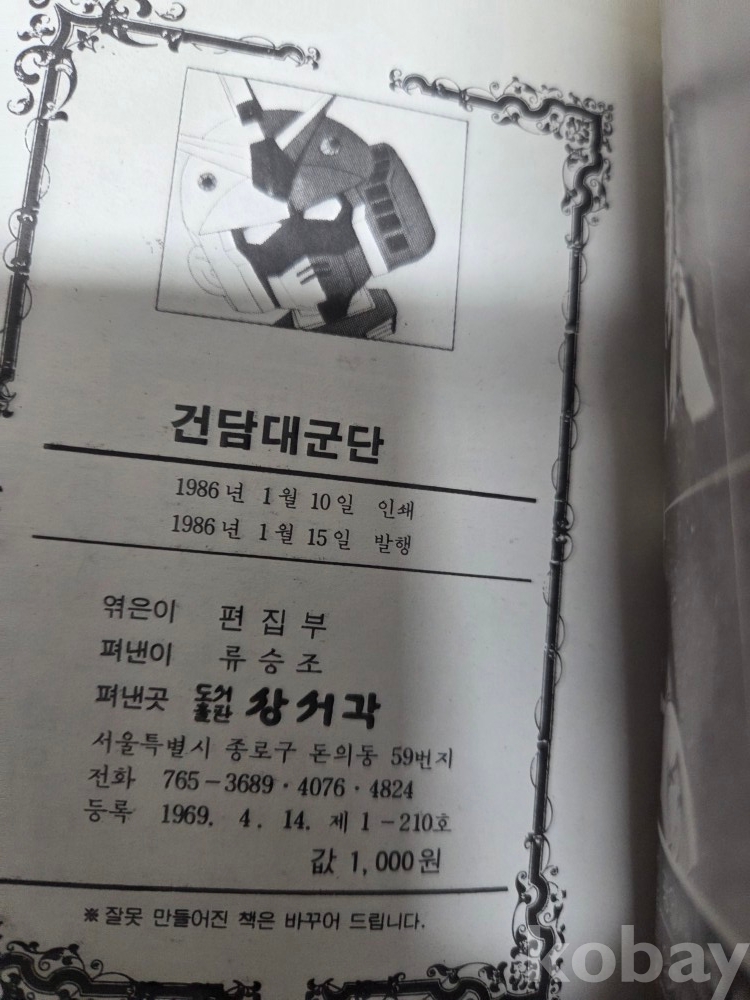 건담대군단
1986년 1월 10일 인쇄
1986년 1월 15일 발행
엮은이 편집부
펴낸이 류승조
펴낸곳 도서출판 상서각
서울특별시 종로구 돈의동 59번지
전화 765-3689·4076·4824
등록 1969. 4. 14. 제 1-210호
값 1,000원
※잘못 만들어진 책은 바꾸어 드립니다.
kobay